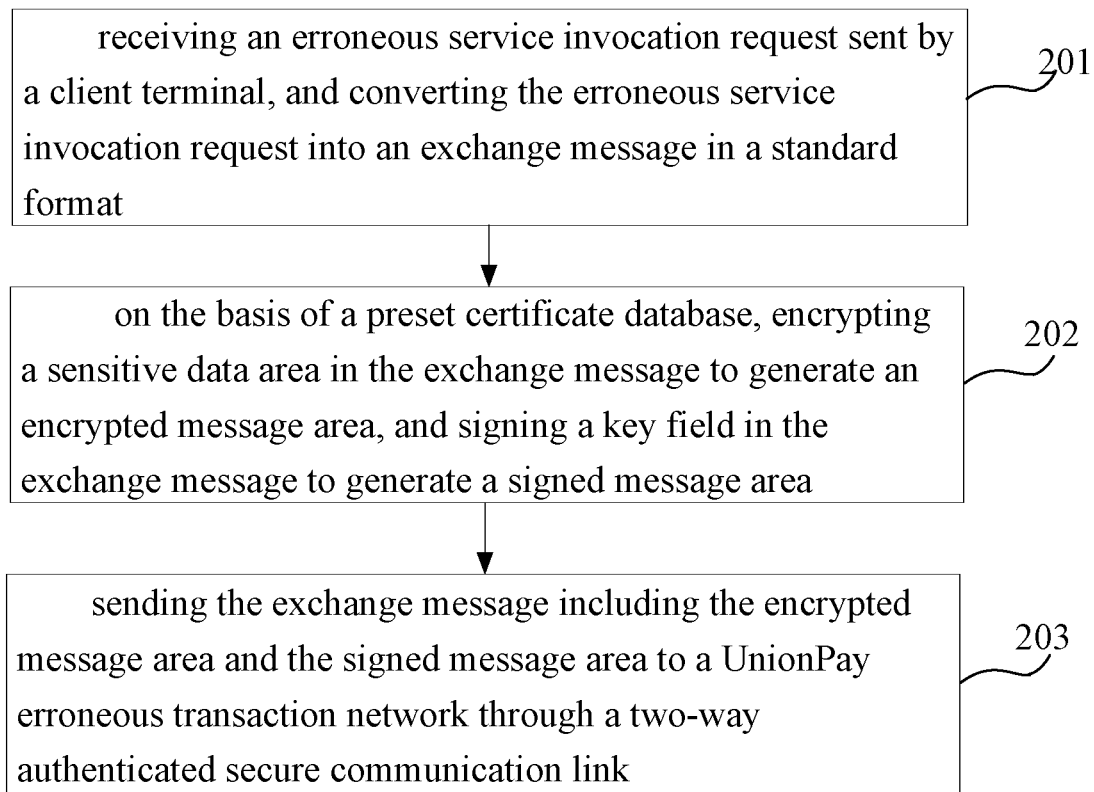 receiving an erroneous service invocation request sent by
a client terminal, and converting the erroneous service
invocation request into an exchange message in a standard
format
201
on the basis of a preset certificate database, encrypting
a sensitive data area in the exchange message to generate an
encrypted message area, and signing a key field in the
exchange message to generate a signed message area
202
sending the exchange message including the encrypted
message area and the signed message area to a UnionPay
erroneous transaction network through a two-way
authenticated secure communication link
203